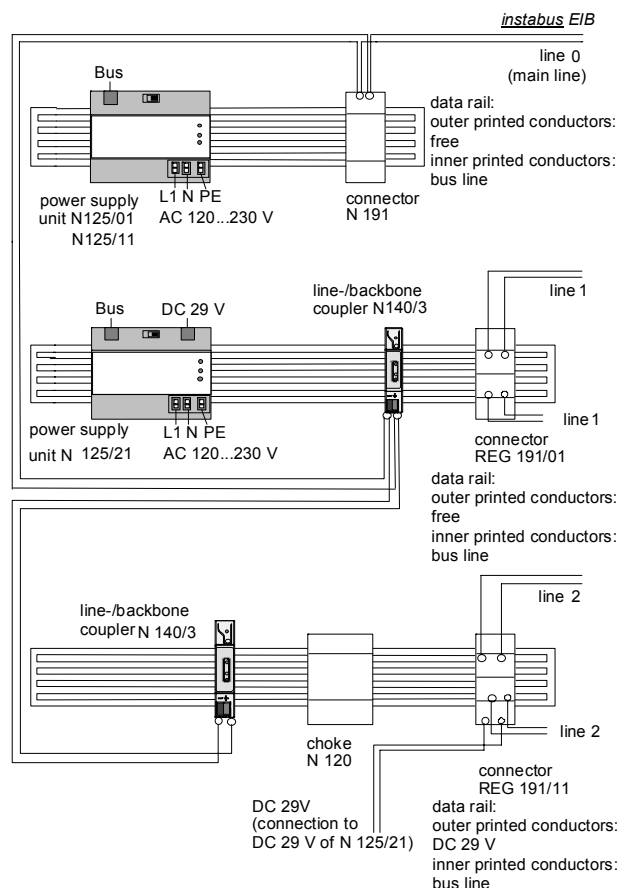 instabus EIB
line 0
(main line)
Bus
data rail:
outer printed conductors:
free
inner printed conductors:
bus line
L1 N PE
AC 120...230 V
power supply
unit N125/01
N125/11
connector
N 191
line-/backbone
coupler N140/3
line 1
Bus
DC 29 V
line 1
L1 N PE
AC 120...230 V
power supply
unit N 125/21
connector
REG 191/01
data rail:
outer printed conductors:
free
inner printed conductors:
bus line
line 2
line-/backbone
coupler N 140/3
line 2
choke
N 120
connector
REG 191/11
DC 29V
(connection to
DC 29 V of N 125/21)
data rail:
outer printed conductors:
DC 29 V
inner printed conductors:
bus line